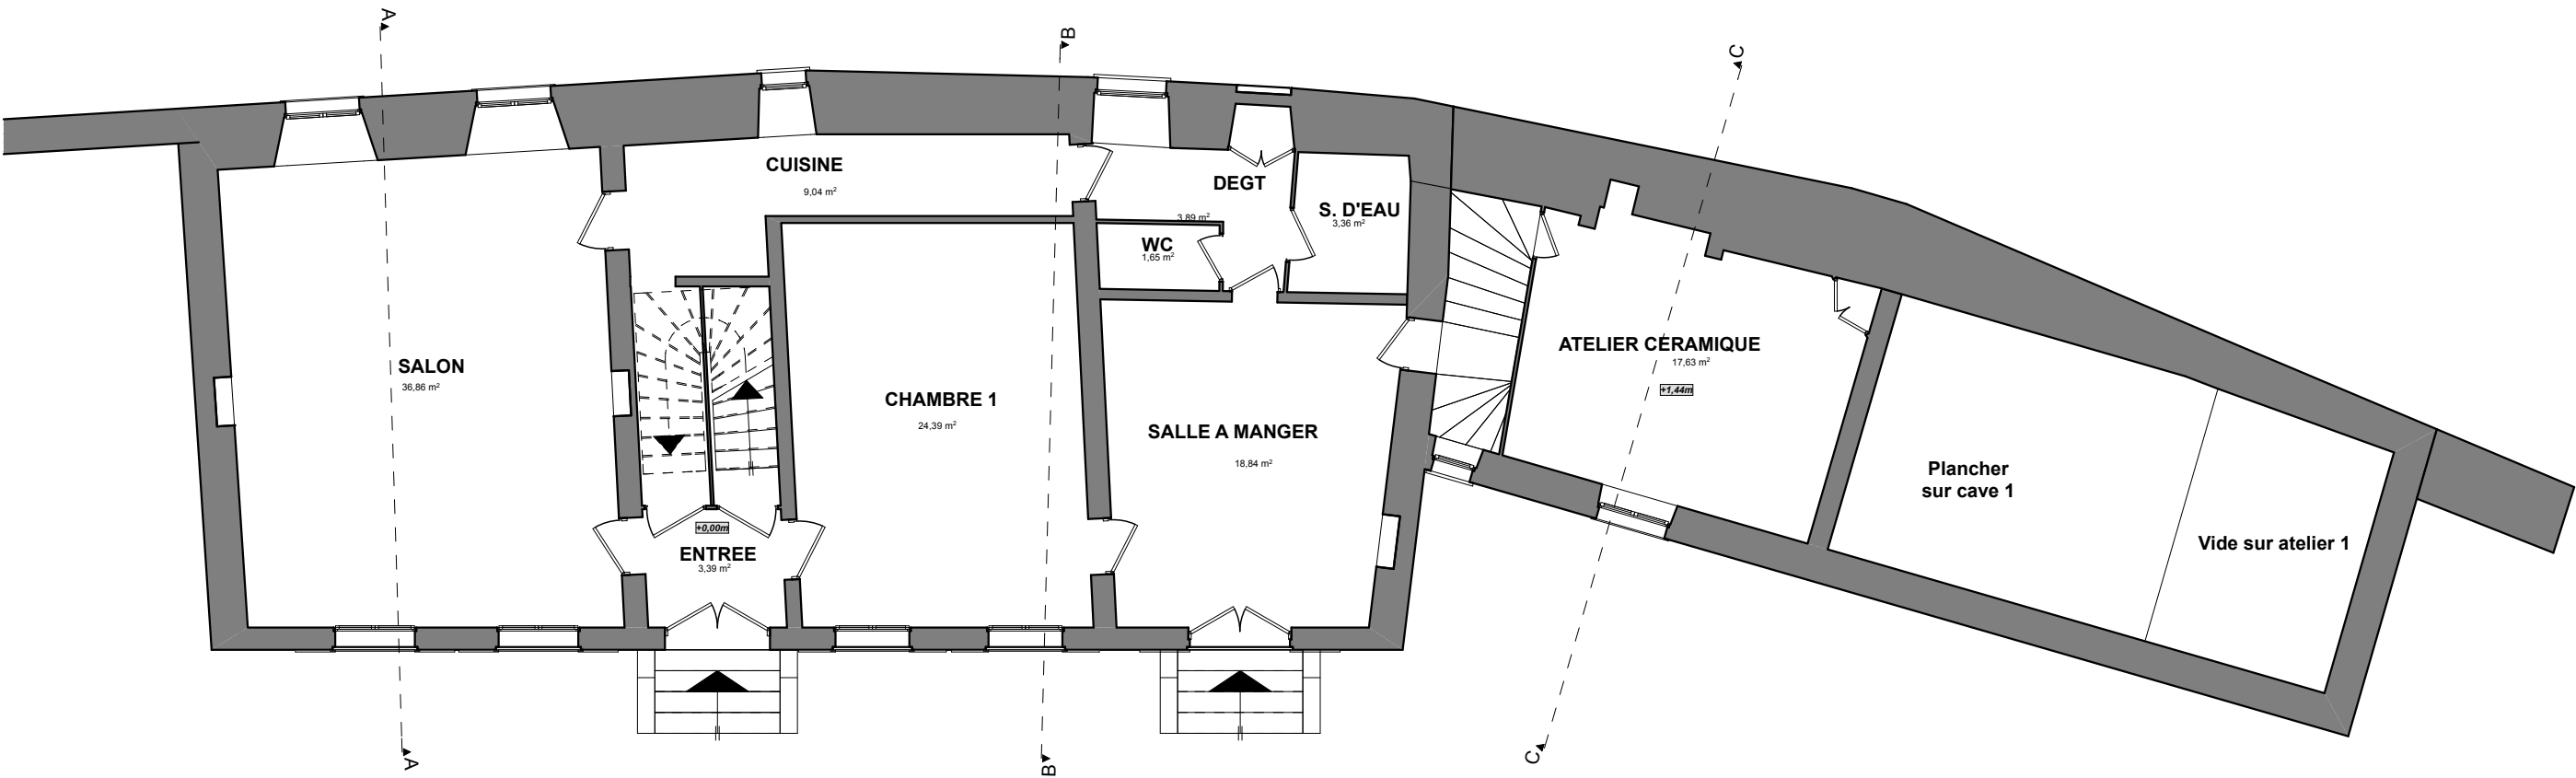 A
B
C
CUISINE
9,04 m²
DEGT
3,89 m²
S. D'EAU
3,36 m²
WC
1,65 m²
SALON
36,86 m²
CHAMBRE 1
24,39 m²
SALLE A MANGER
18,84 m²
ATELIER CÉRAMIQUE
17,63 m²
+1,44m
Plancher
sur cave 1
Vide sur atelier 1
+0,00m
ENTREE
3,39 m²
A
B
C